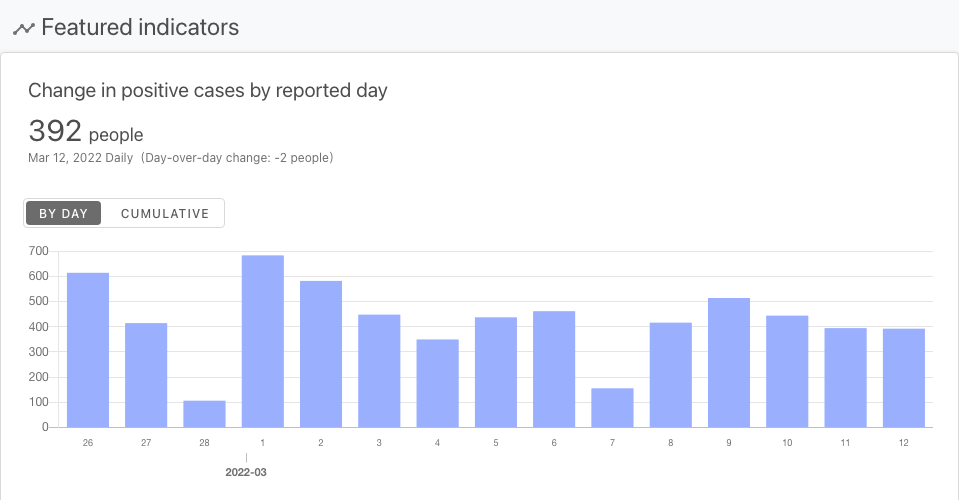 Featured indicators
Change in positive cases by reported day
392 people
Mar 12, 2022 Daily (Day-over-day change: -2 people)
BY DAY CUMULATIVE
700
600
500
400
300
200
100
0
26 27 28 1 2 3 4 5 6 7 8 9 10 11 12
2022-03